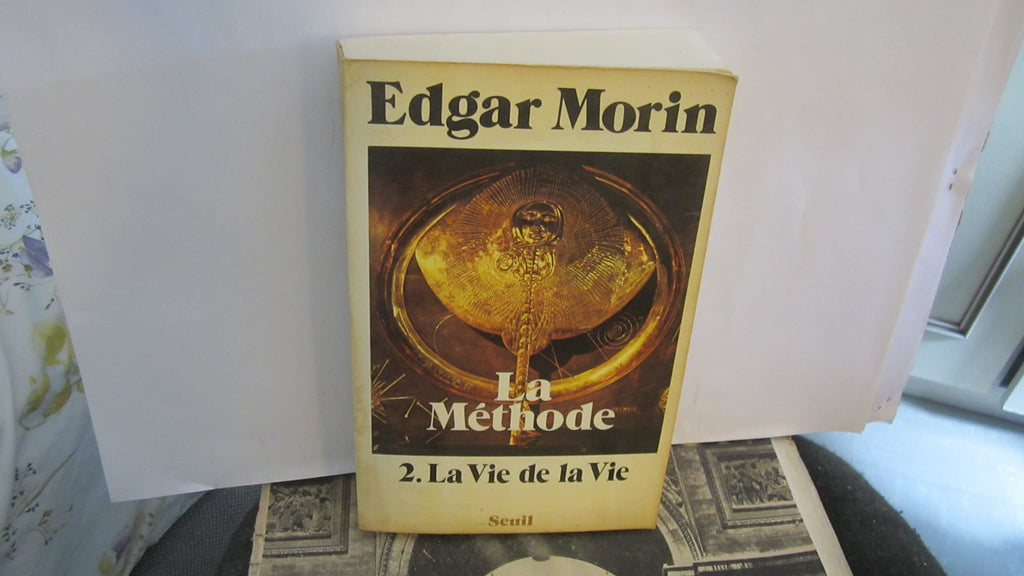 Edgar Morin
La
Méthode
2. La Vie de la Vie
Seuil